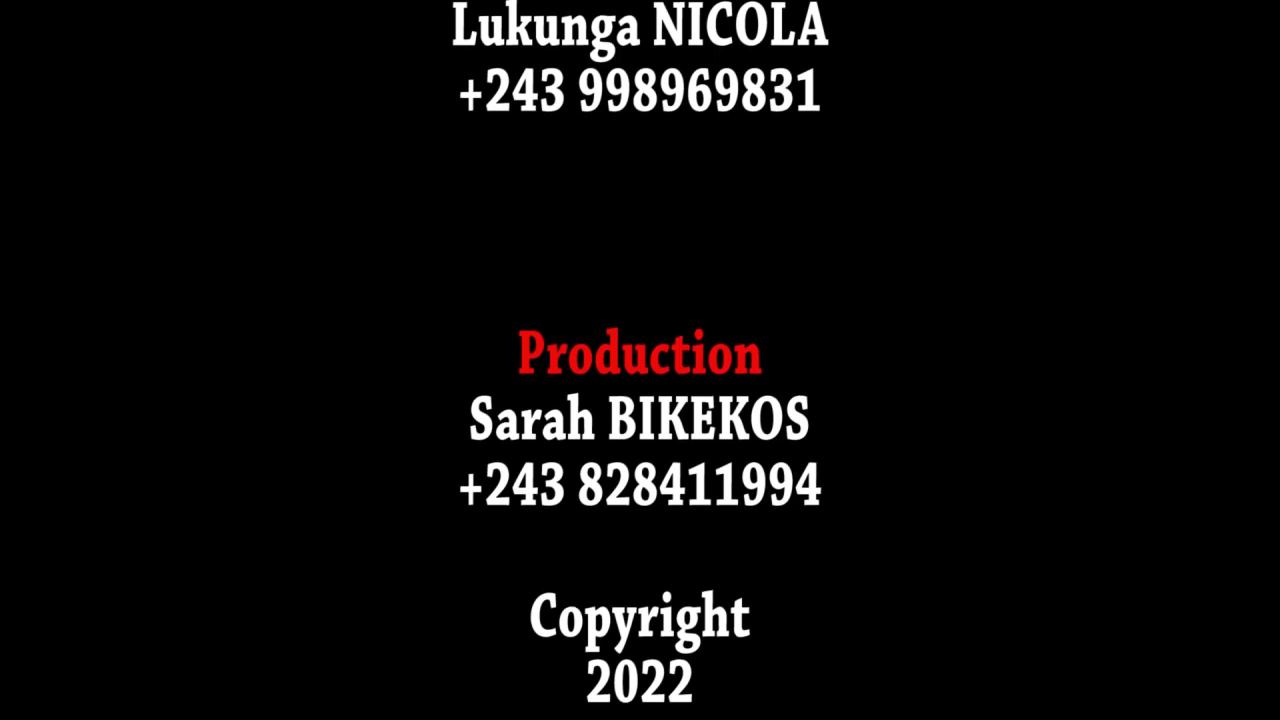 Lukunga NICOLA
+243 998969831
Production
Sarah BIKEKOS
+243 828411994
Copyright
2022